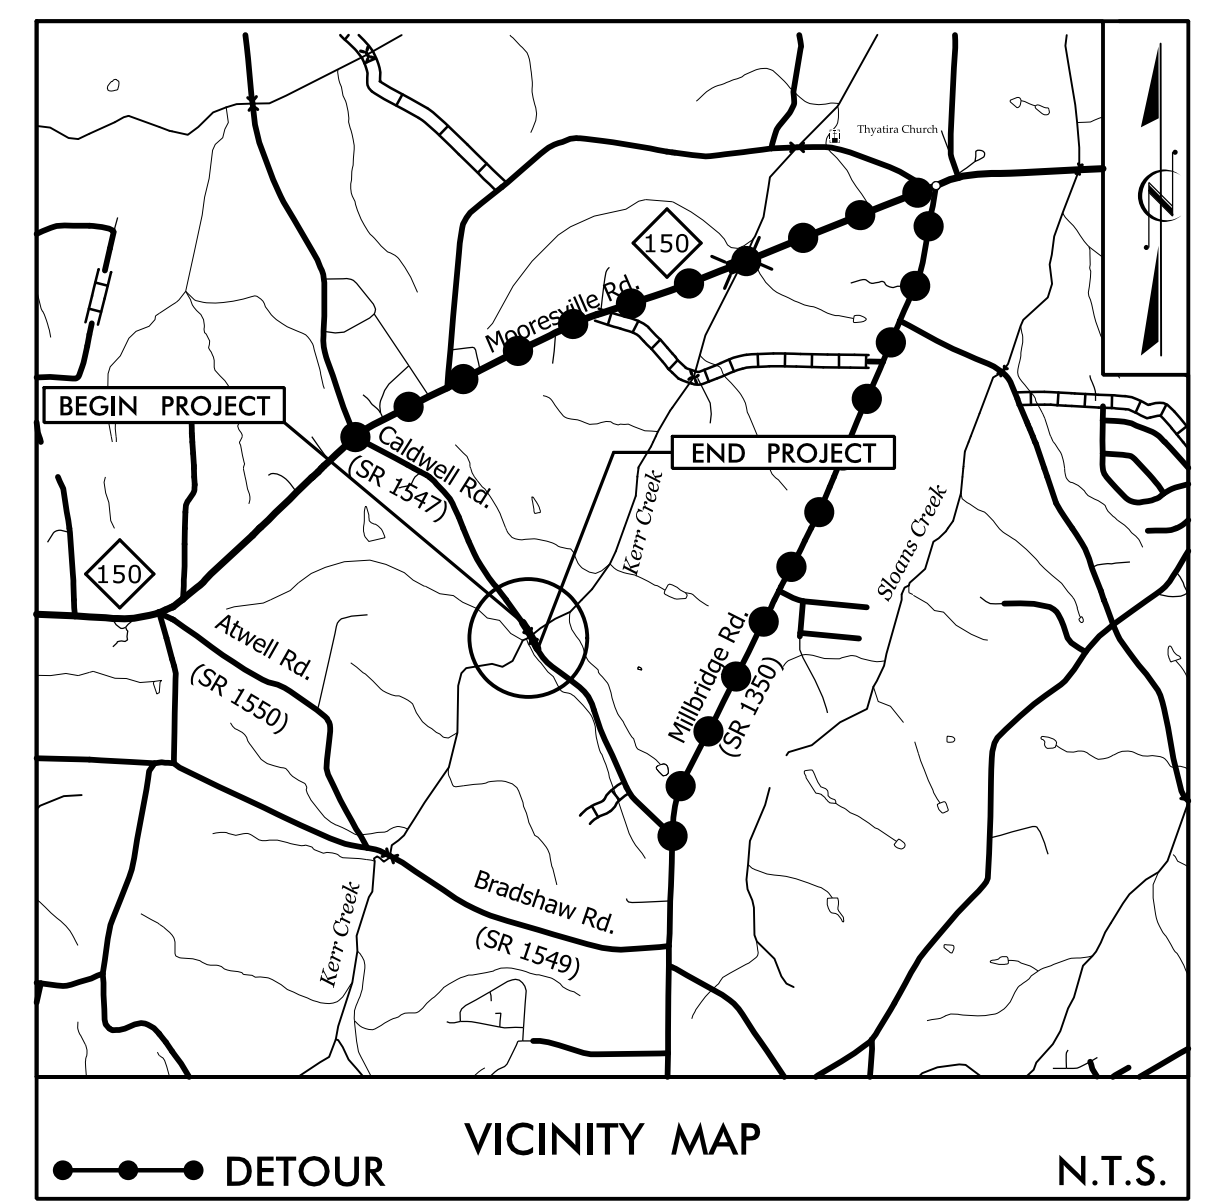 Thyatira Church
150
Mooresville Rd.
BEGIN PROJECT
Caldwell Rd.
(SR 1547)
END PROJECT
Kerr Creek
Sloans Creek
150
Atwell Rd.
(SR 1550)
Millbridge Rd.
(SR 1350)
Bradshaw Rd.
(SR 1549)
Kerr Creek
VICINITY MAP
DETOUR
N.T.S.